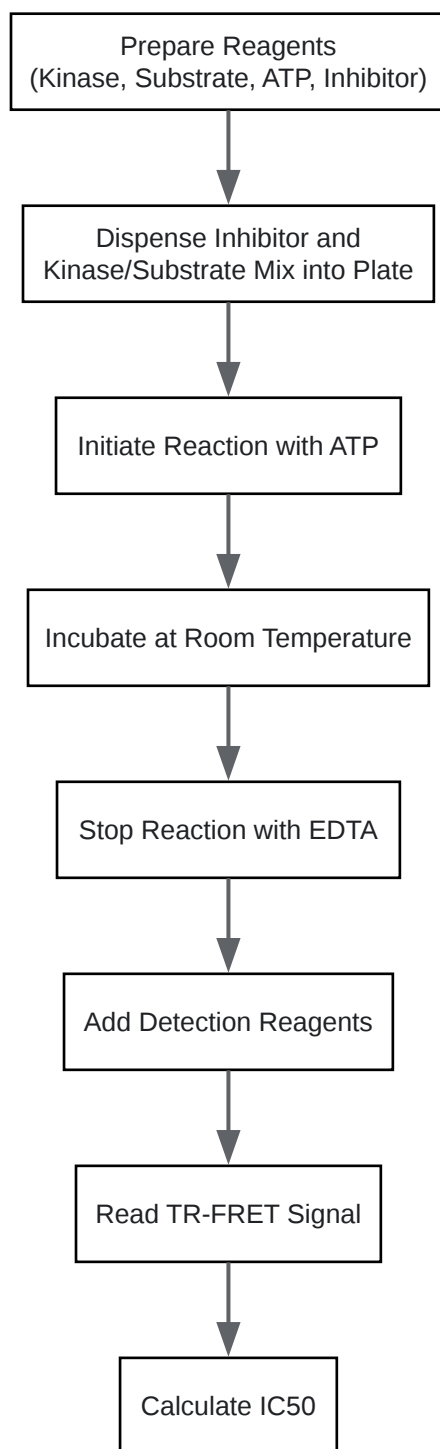 Prepare Reagents
(Kinase, Substrate, ATP, Inhibitor)
Dispense Inhibitor and
Kinase/Substrate Mix into Plate
Initiate Reaction with ATP
Incubate at Room Temperature
Stop Reaction with EDTA
Add Detection Reagents
Read TR-FRET Signal
Calculate IC50